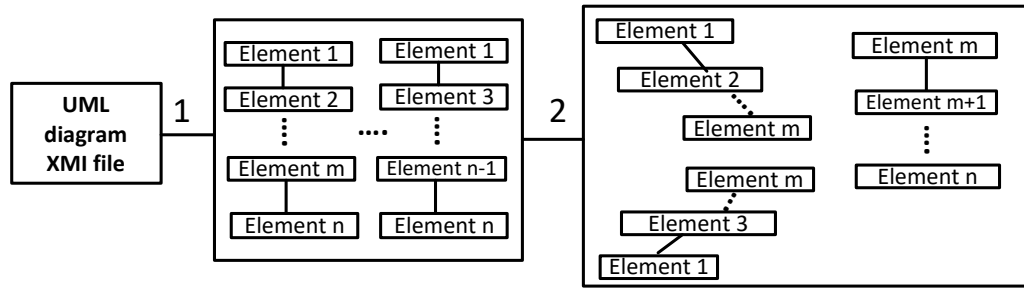 UML
diagram
XMI file
1
Element 1
Element 2
Element m
Element n
....
Element 1
Element 3
Element n-1
Element n
2
Element 1
Element 2
Element m
Element m
Element 3
Element 1
Element m
Element m+1
Element n